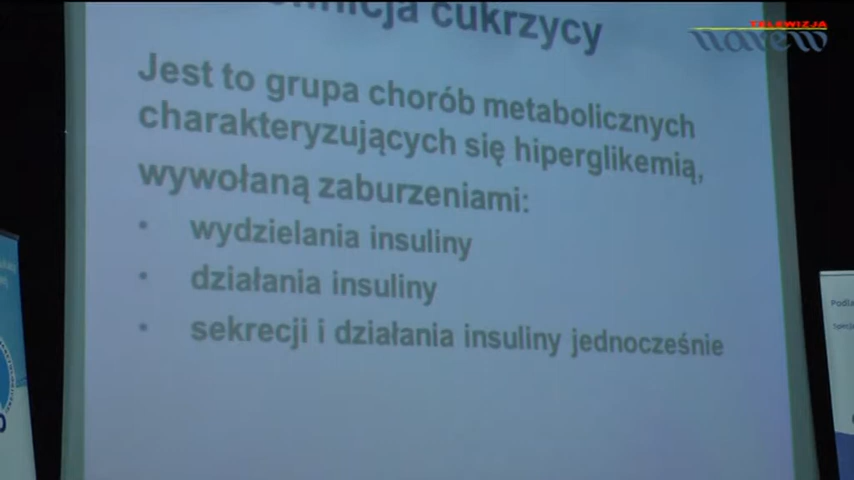 TELEWIZJA
Narew
cukrzycy
Jest to grupa chorób metabolicznych
charakteryzujących się hiperglikemią,
wywołaną zaburzeniami:
• wydzielania insuliny
• działania insuliny
• sekrecji i działania insuliny jednocześnie